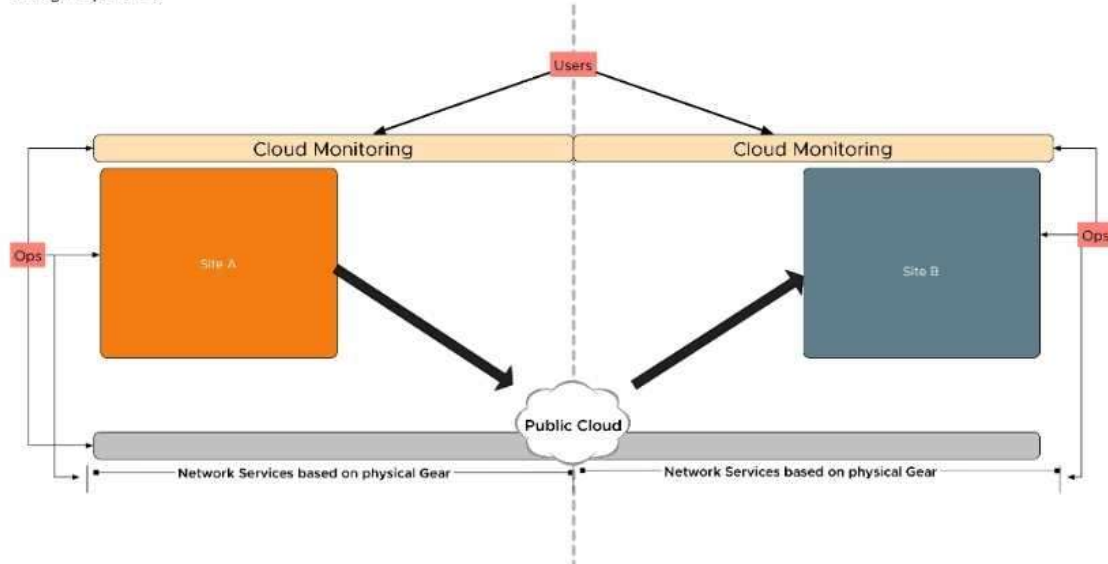 Users
Cloud Monitoring
Cloud Monitoring
Ops
Site A
Site B
Ops
Public Cloud
Network Services based on physical Gear
Network Services based on physical Gear